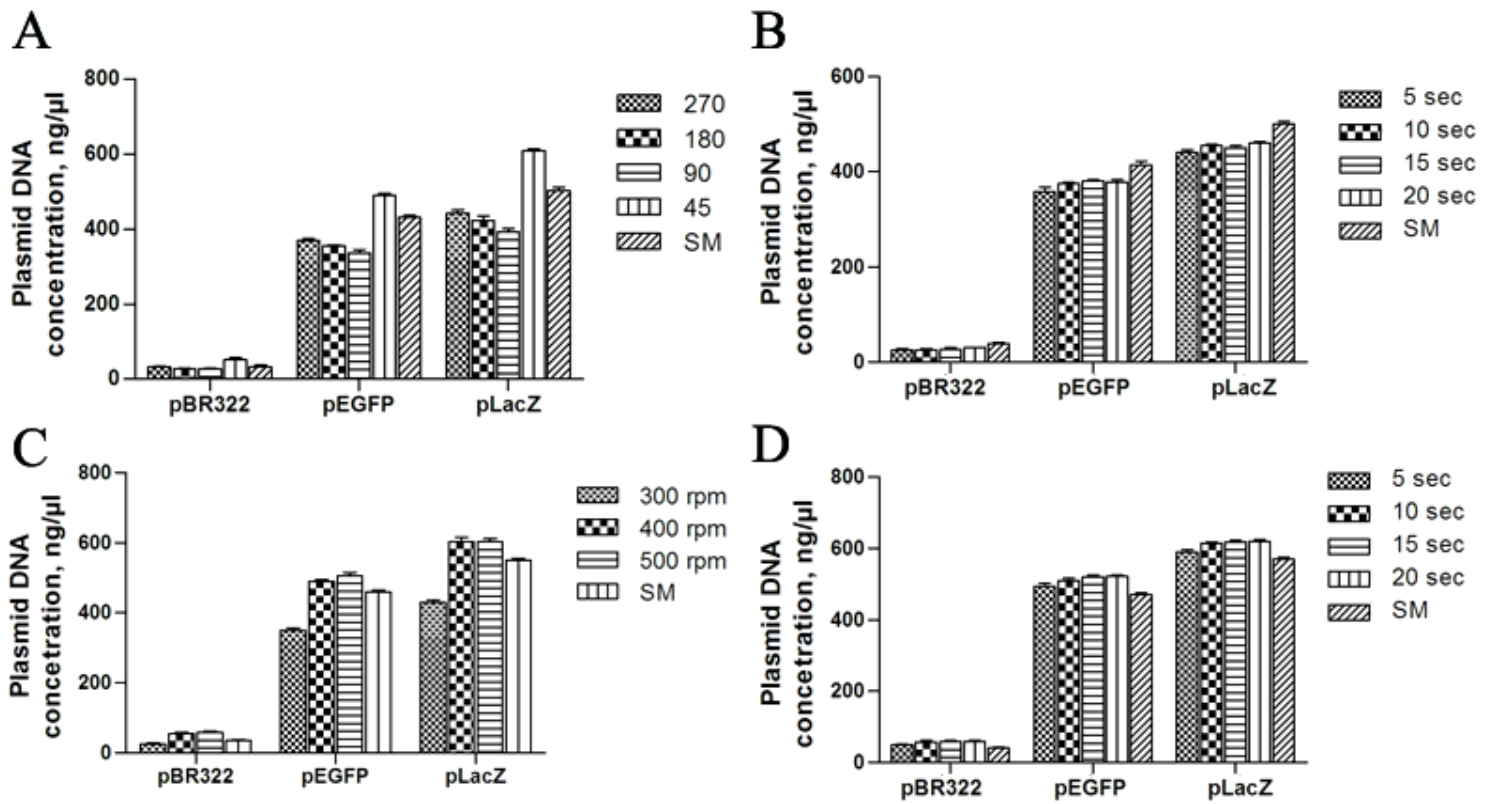 A
Plasmid DNA
concentration, ng/µl
800
600
400
200
0
pBR322
pEGFP
pLacZ
270
180
90
45
SM
B
Plasmid DNA
concentration, ng/µl
600
400
200
0
pBR322
pEGFP
pLacZ
5 sec
10 sec
15 sec
20 sec
SM
C
Plasmid DNA
concetration, ng/µl
800
600
400
200
0
pBR322
pEGFP
pLacZ
300 rpm
400 rpm
500 rpm
SM
D
Plasmid DNA
concetration, ng/µl
800
600
400
200
0
pBR322
pEGFP
pLacZ
5 sec
10 sec
15 sec
20 sec
SM